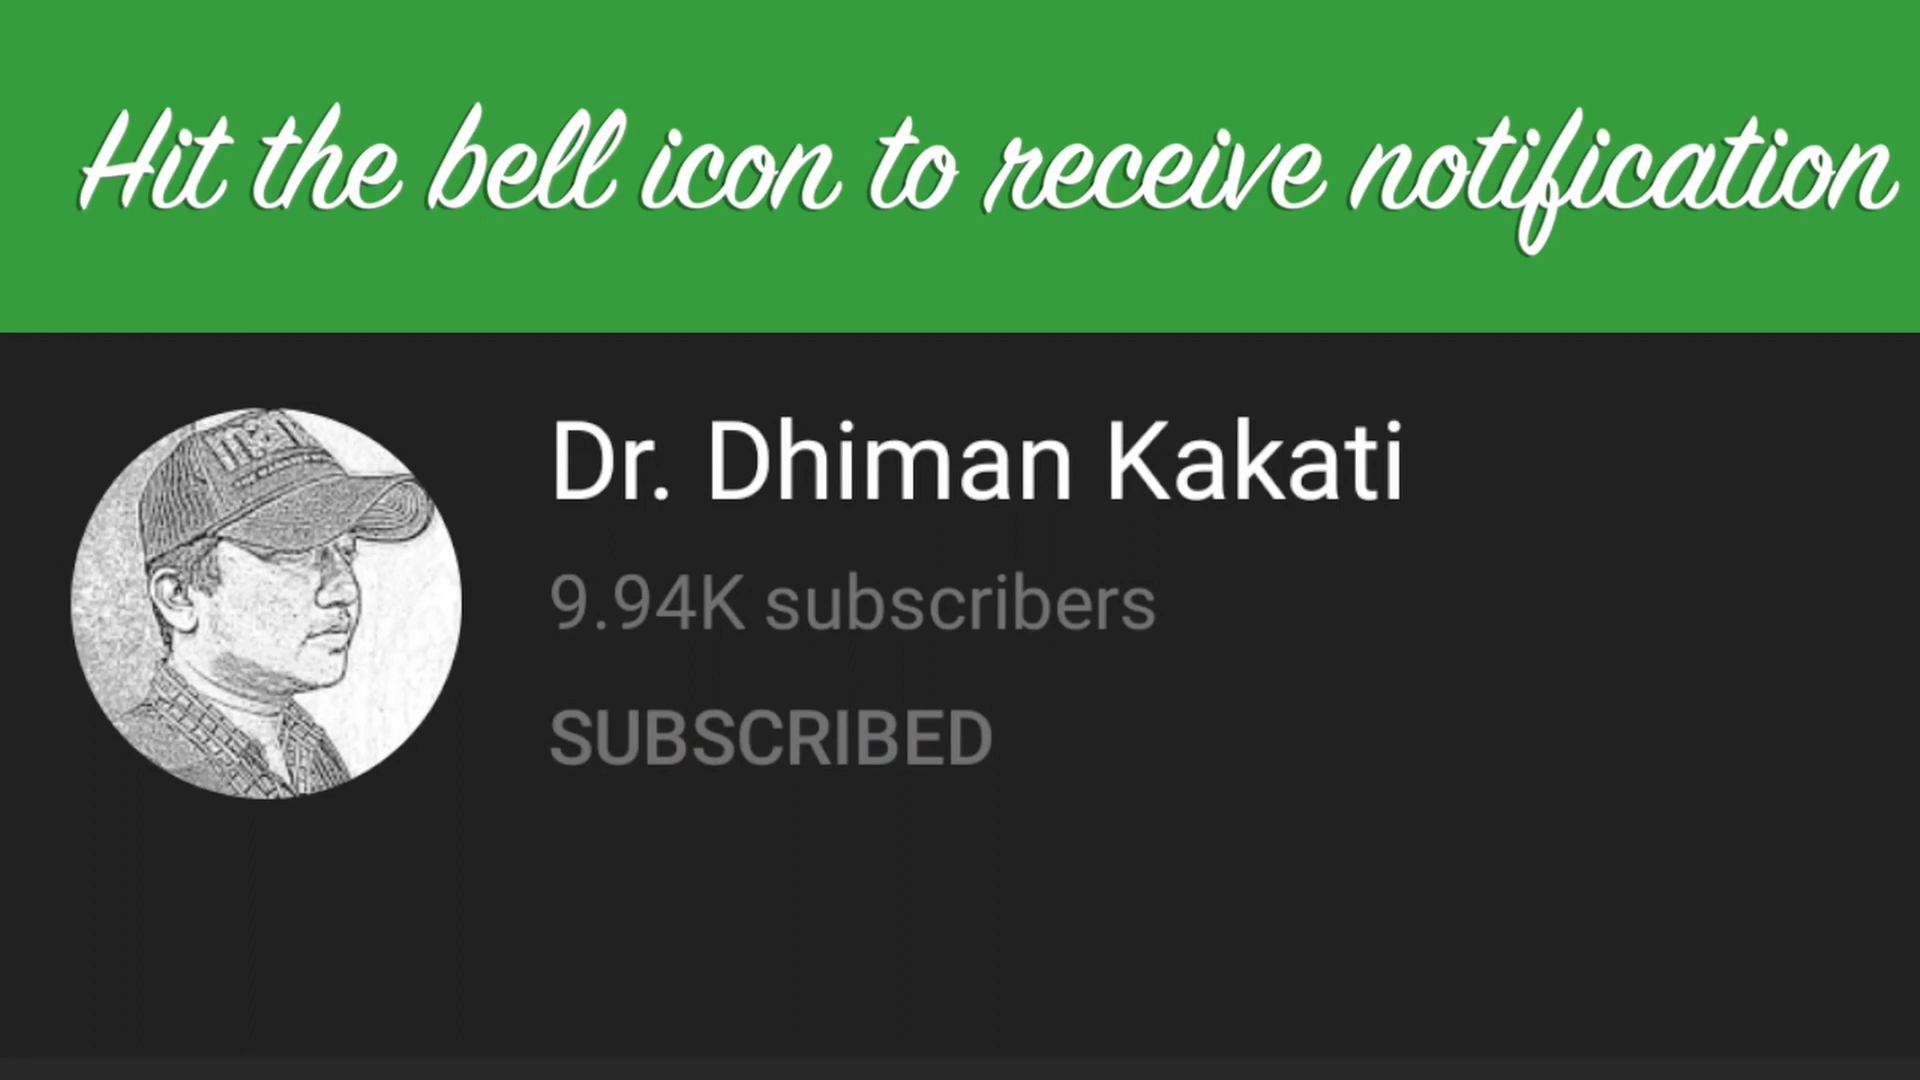 Hit the bell icon to receive notification
Dr. Dhiman Kakati
9.94K subscribers
SUBSCRIBED